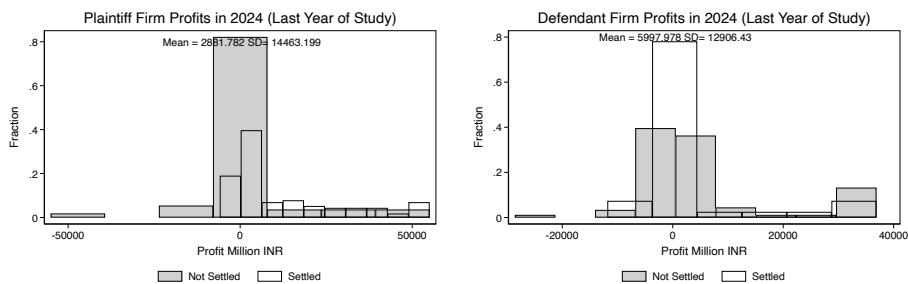 Plaintiff Firm Profits in 2024 (Last Year of Study)
Mean = 2881.782 SD= 14463.199
.8
.6
.4
.2
0
Fraction
-50000 0 50000
Profit Million INR
Not Settled Settled
Defendant Firm Profits in 2024 (Last Year of Study)
Mean = 5997.978 SD= 12906.43
.8
.6
.4
.2
0
Fraction
-20000 0 20000 40000
Profit Million INR
Not Settled Settled